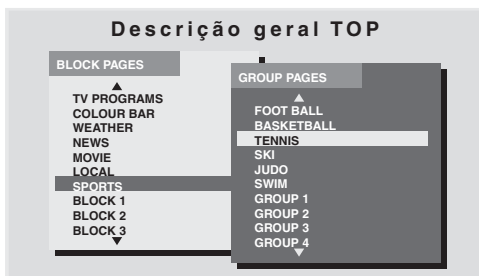 Descrição geral TOP
BLOCK PAGES
TV PROGRAMS
COLOUR BAR
WEATHER
NEWS
MOVIE
LOCAL
SPORTS
BLOCK 1
BLOCK 2
BLOCK 3
GROUP PAGES
FOOT BALL
BASKETBALL
TENNIS
SKI
JUDO
SWIM
GROUP 1
GROUP 2
GROUP 3
GROUP 4